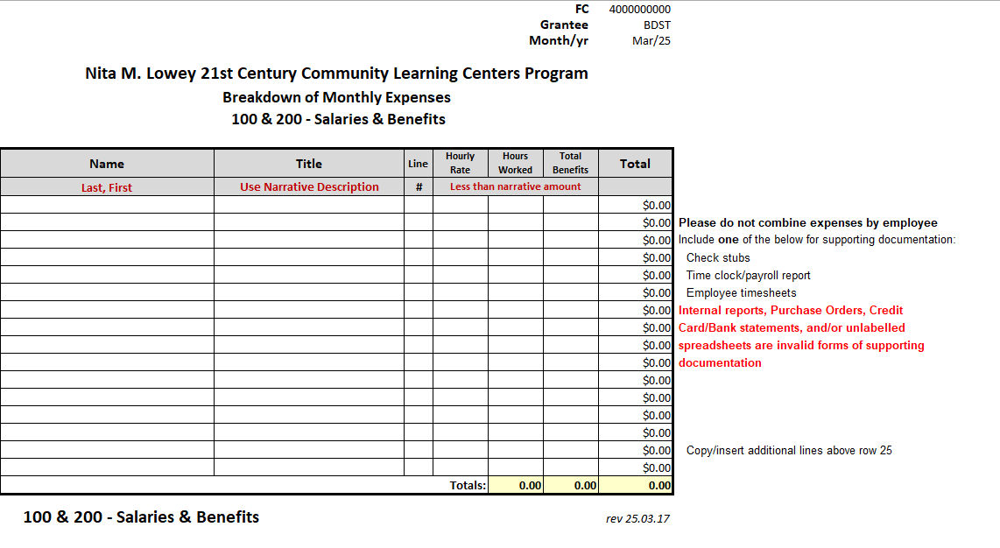 FC 4000000000
Grantee BDST
Month/yr Mar/25
Nita M. Lowey 21st Century Community Learning Centers Program
Breakdown of Monthly Expenses
100 & 200 - Salaries & Benefits
Name Title Line Hourly Rate Hours Worked Total Benefits Total
Last, First Use Narrative Description # Less than narrative amount
$0.00
$0.00 Please do not combine expenses by employee
$0.00 Include one of the below for supporting documentation:
$0.00 Check stubs
$0.00 Time clock/payroll report
$0.00 Employee timesheets
$0.00 Internal reports, Purchase Orders, Credit
$0.00 Card/Bank statements, and/or unlabelled
$0.00 spreadsheets are invalid forms of supporting
$0.00 documentation
$0.00
$0.00
$0.00
$0.00
$0.00 Copy/insert additional lines above row 25
$0.00
Totals: 0.00 0.00 0.00
100 & 200 - Salaries & Benefits rev 25.03.17